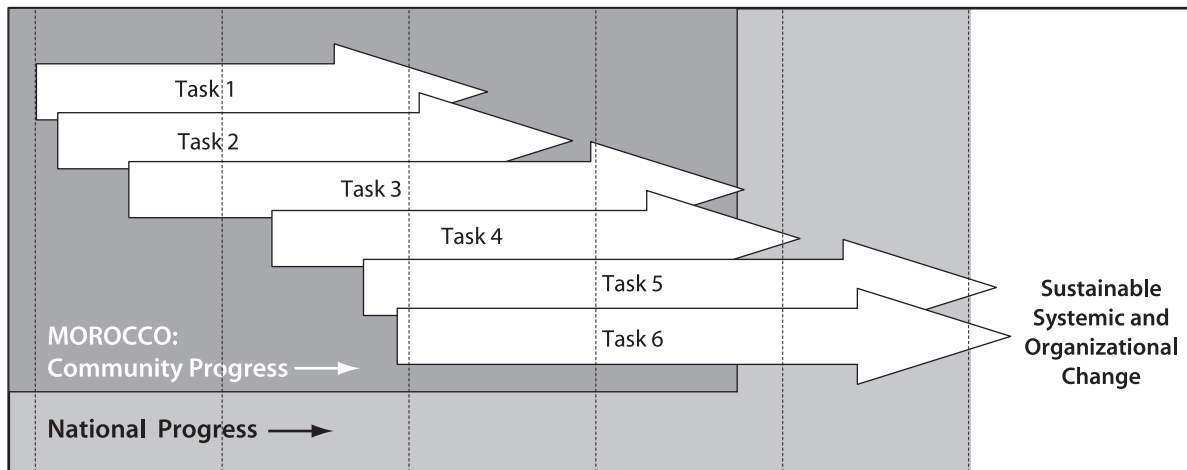 Task 1
Task 2
Task 3
Task 4
Task 5
Task 6
MOROCCO:
Community Progress
National Progress
Sustainable
Systemic and
Organizational
Change